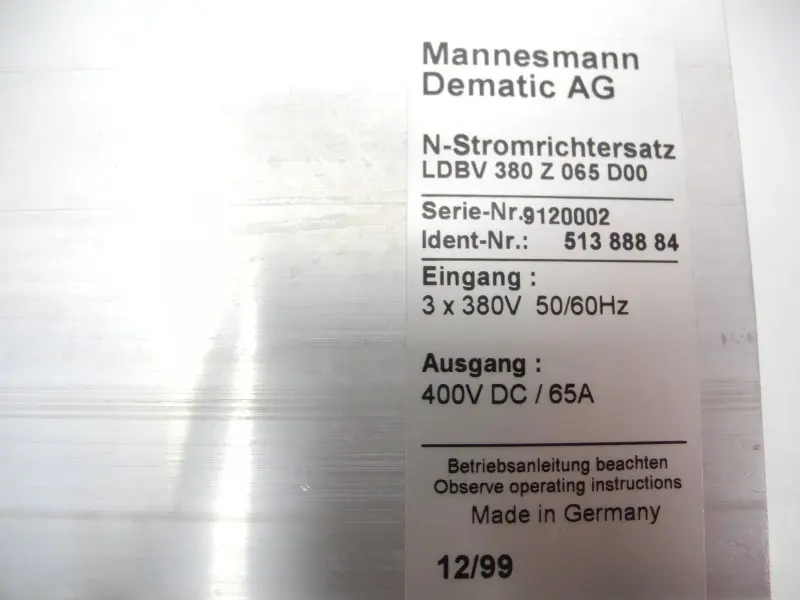 Mannesmann
Dematic AG
N-Stromrichtersatz
LDBV 380 Z 065 D00
Serie-Nr.9120002
Ident-Nr.: 513 888 84
Eingang :
3 x 380V 50/60Hz
Ausgang :
400V DC / 65A
Betriebsanleitung beachten
Observe operating instructions
Made in Germany
12/99